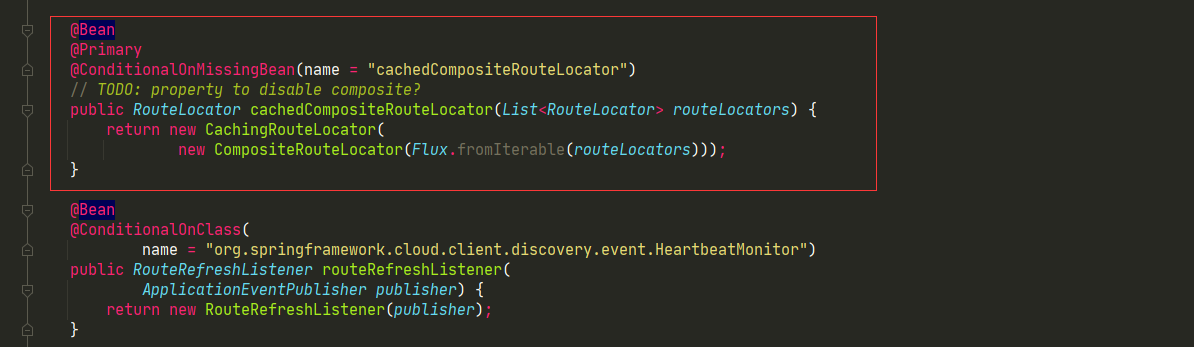 @Bean
@Primary
@ConditionalOnMissingBean(name = "cachedCompositeRouteLocator")
// TODO: property to disable composite?
public RouteLocator cachedCompositeRouteLocator(List<RouteLocator> routeLocators) {
return new CachingRouteLocator(
new CompositeRouteLocator(Flux.fromIterable(routeLocators)));
}
@Bean
@ConditionalOnClass(
name = "org.springframework.cloud.client.discovery.event.HeartbeatMonitor")
public RouteRefreshListener routeRefreshListener(
ApplicationEventPublisher publisher) {
return new RouteRefreshListener(publisher);
}